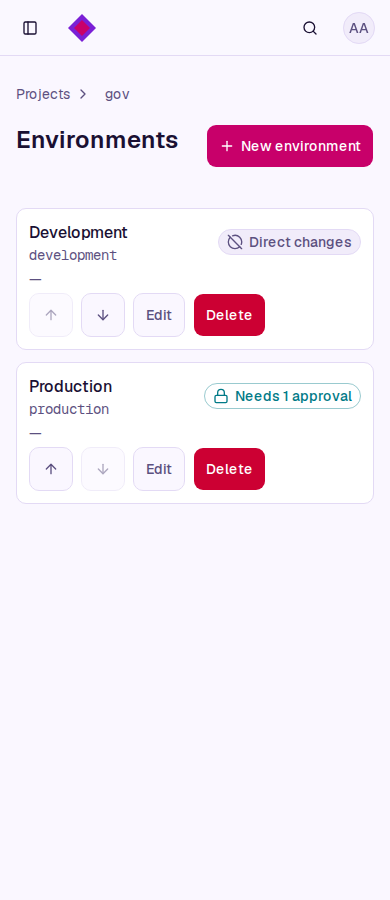 AA
Projects > gov
Environments
+ New environment
Development
Direct changes
development
—
Edit
Delete
Production
Needs 1 approval
production
—
Edit
Delete